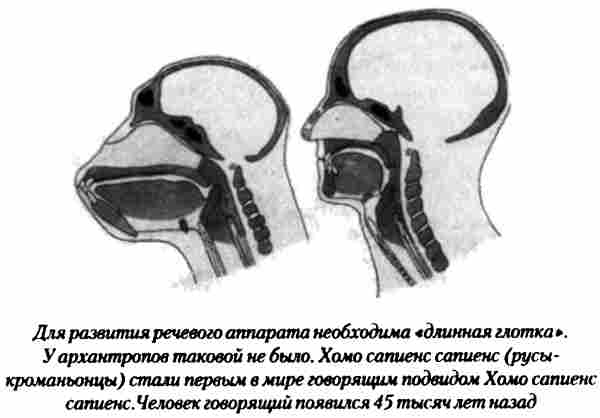 Для развития речевого аппарата необходима «длинная глотка».
У архантропов таковой не было. Хомо сапиенс сапиенс (русы-
кроманьонцы) стали первым в мире говорящим подвидом Хомо сапиенс
сапиенс.Человек говорящий появился 45 тысяч лет назад